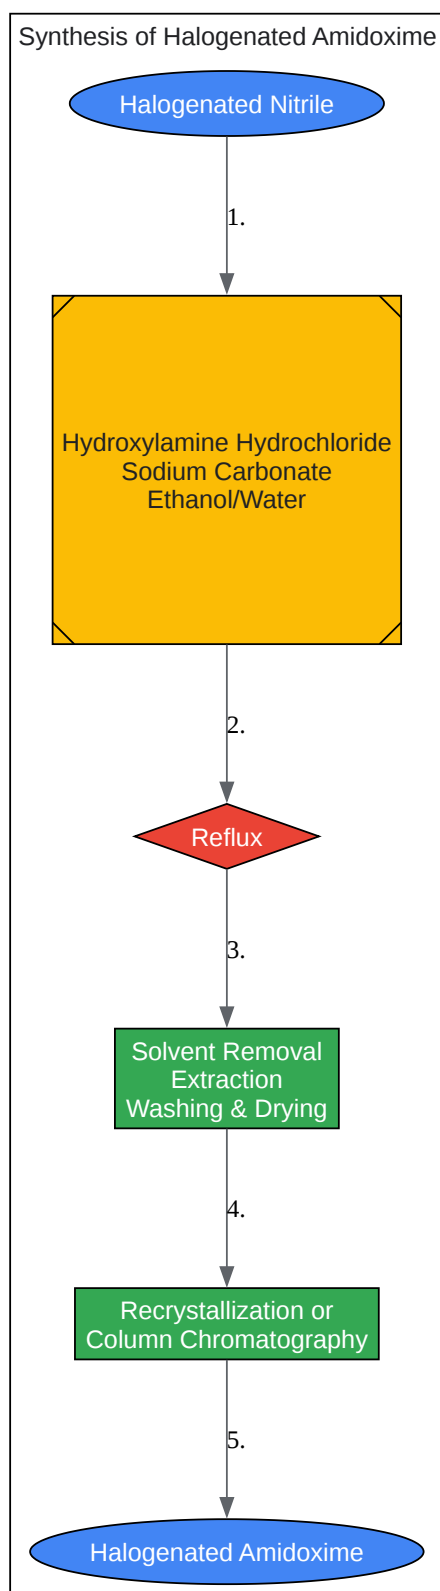 Synthesis of Halogenated Amidoxime
Halogenated Nitrile
1.
Hydroxylamine Hydrochloride
Sodium Carbonate
Ethanol/Water
2.
Reflux
3.
Solvent Removal
Extraction
Washing & Drying
4.
Recrystallization or
Column Chromatography
5.
Halogenated Amidoxime